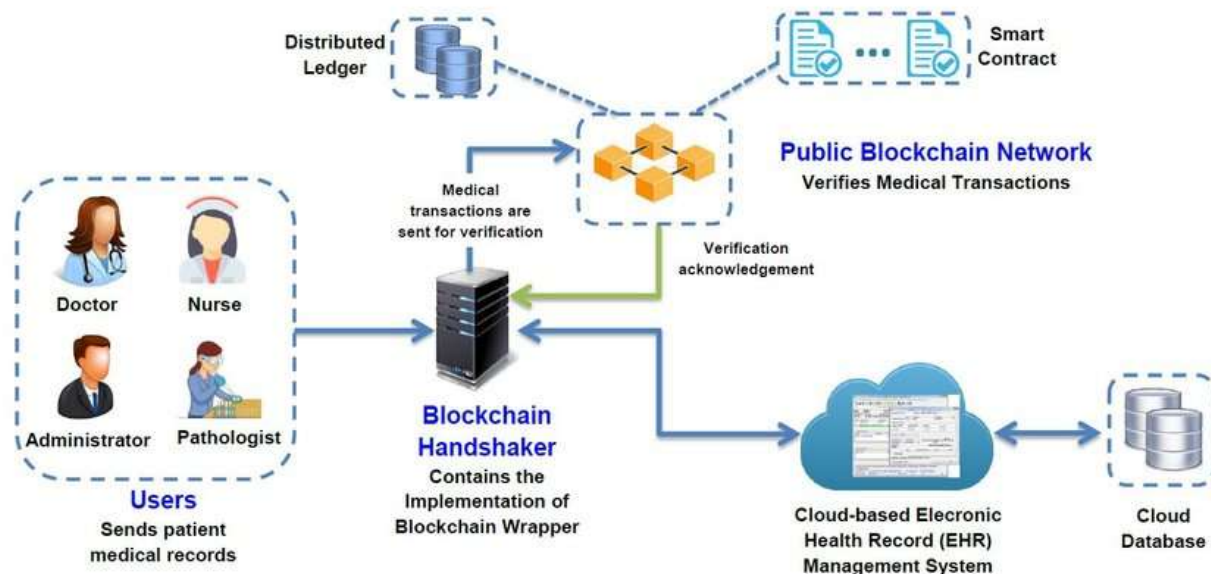 Distributed
Ledger
Smart
Contract
Public Blockchain Network
Verifies Medical Transactions
Medical
transactions are
sent for verification
Verification
acknowledgement
Doctor
Nurse
Administrator
Pathologist
Users
Sends patient
medical records
Blockchain
Handshaker
Contains the
Implementation of
Blockchain Wrapper
Cloud-based Elecronic
Health Record (EHR)
Management System
Cloud
Database